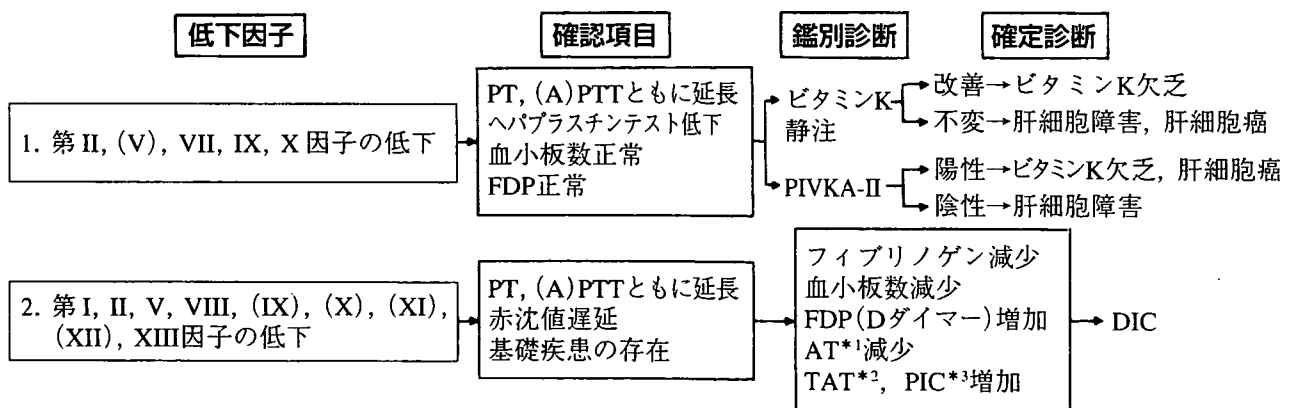 低下因子
確認項目
鑑別診断
確定診断
1. 第 II, (V), VII, IX, X 因子の低下
PT, (A)PTTともに延長
ヘパプラスチンテスト低下
血小板数正常
FDP正常
ビタミンK
静注
改善→ビタミンK欠乏
不変→肝細胞障害, 肝細胞癌
PIVKA-II
陽性→ビタミンK欠乏, 肝細胞癌
陰性→肝細胞障害
2. 第 I, II, V, VIII, (IX), (X), (XI),
(XII), XIII因子の低下
PT, (A)PTTともに延長
赤沈値遅延
基礎疾患の存在
フィブリノゲン減少
血小板数減少
FDP(Dダイマー)増加
AT*1減少
TAT*2, PIC*3増加
DIC